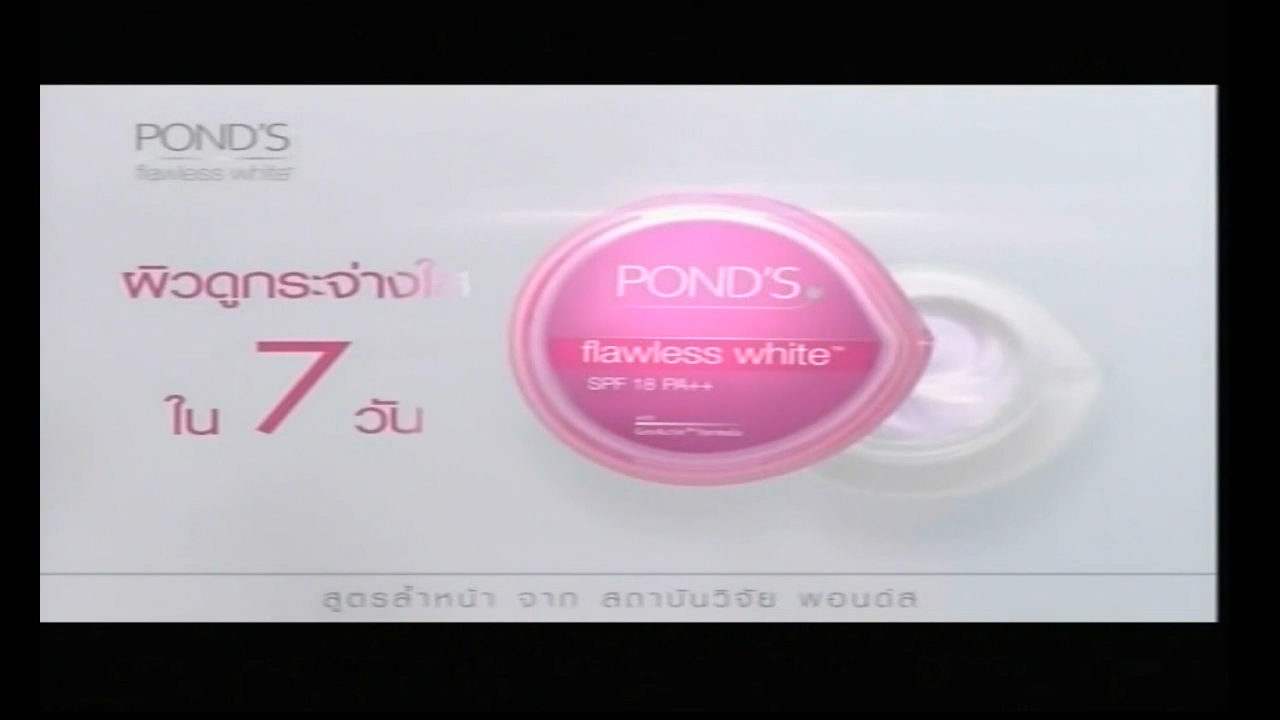 POND'S
flawless white
ผิวดูกระจ่างใส
ใน 7 วัน
POND'S
flawless white™
SPF 18 PA++
สูตรล้ำหน้า จาก สถาบันวิจัย พอนด์ส